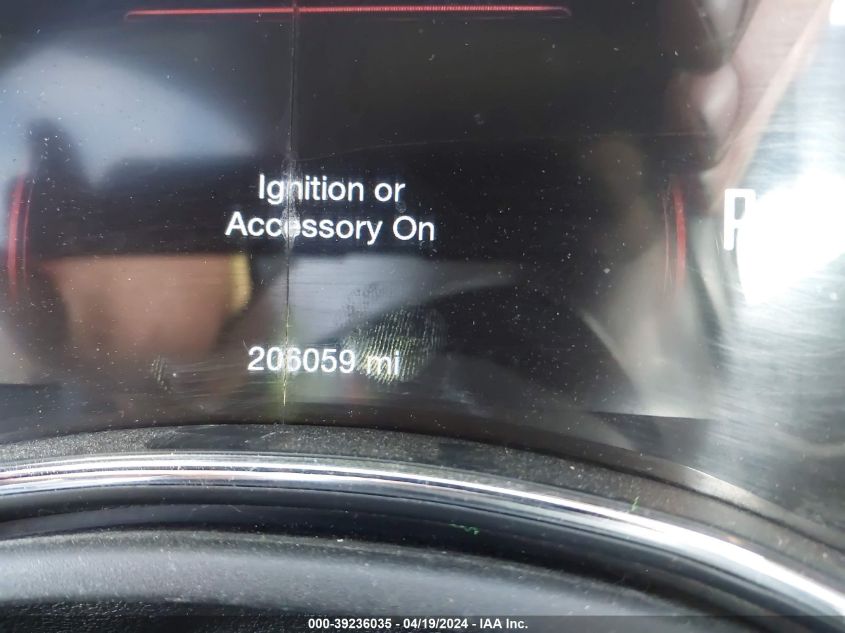 Ignition or
Accessory On
P
206059 mi
000-39236035 - 04/19/2024 - IAA Inc.